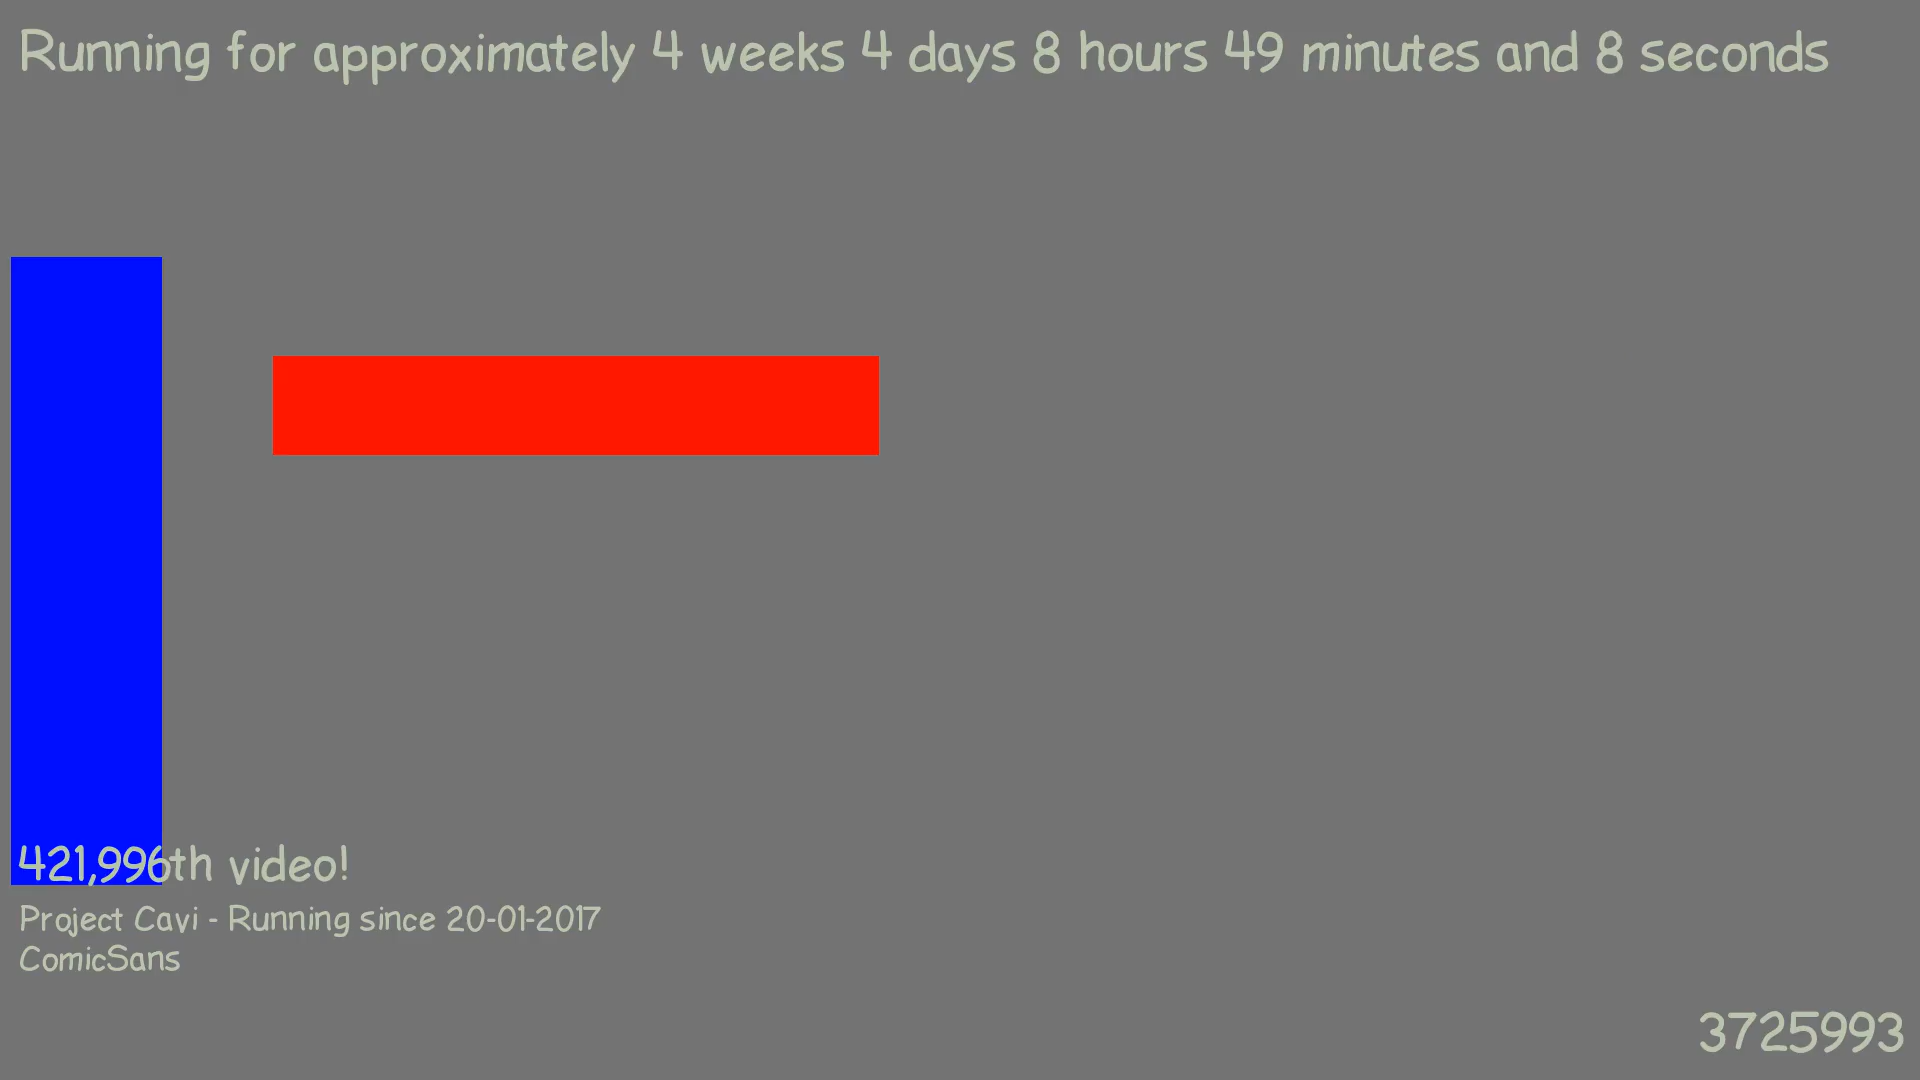 Running for approximately 4 weeks 4 days 8 hours 49 minutes and 8 seconds
421,996th video!
Project Cavi - Running since 20-01-2017
ComicSans
3725993